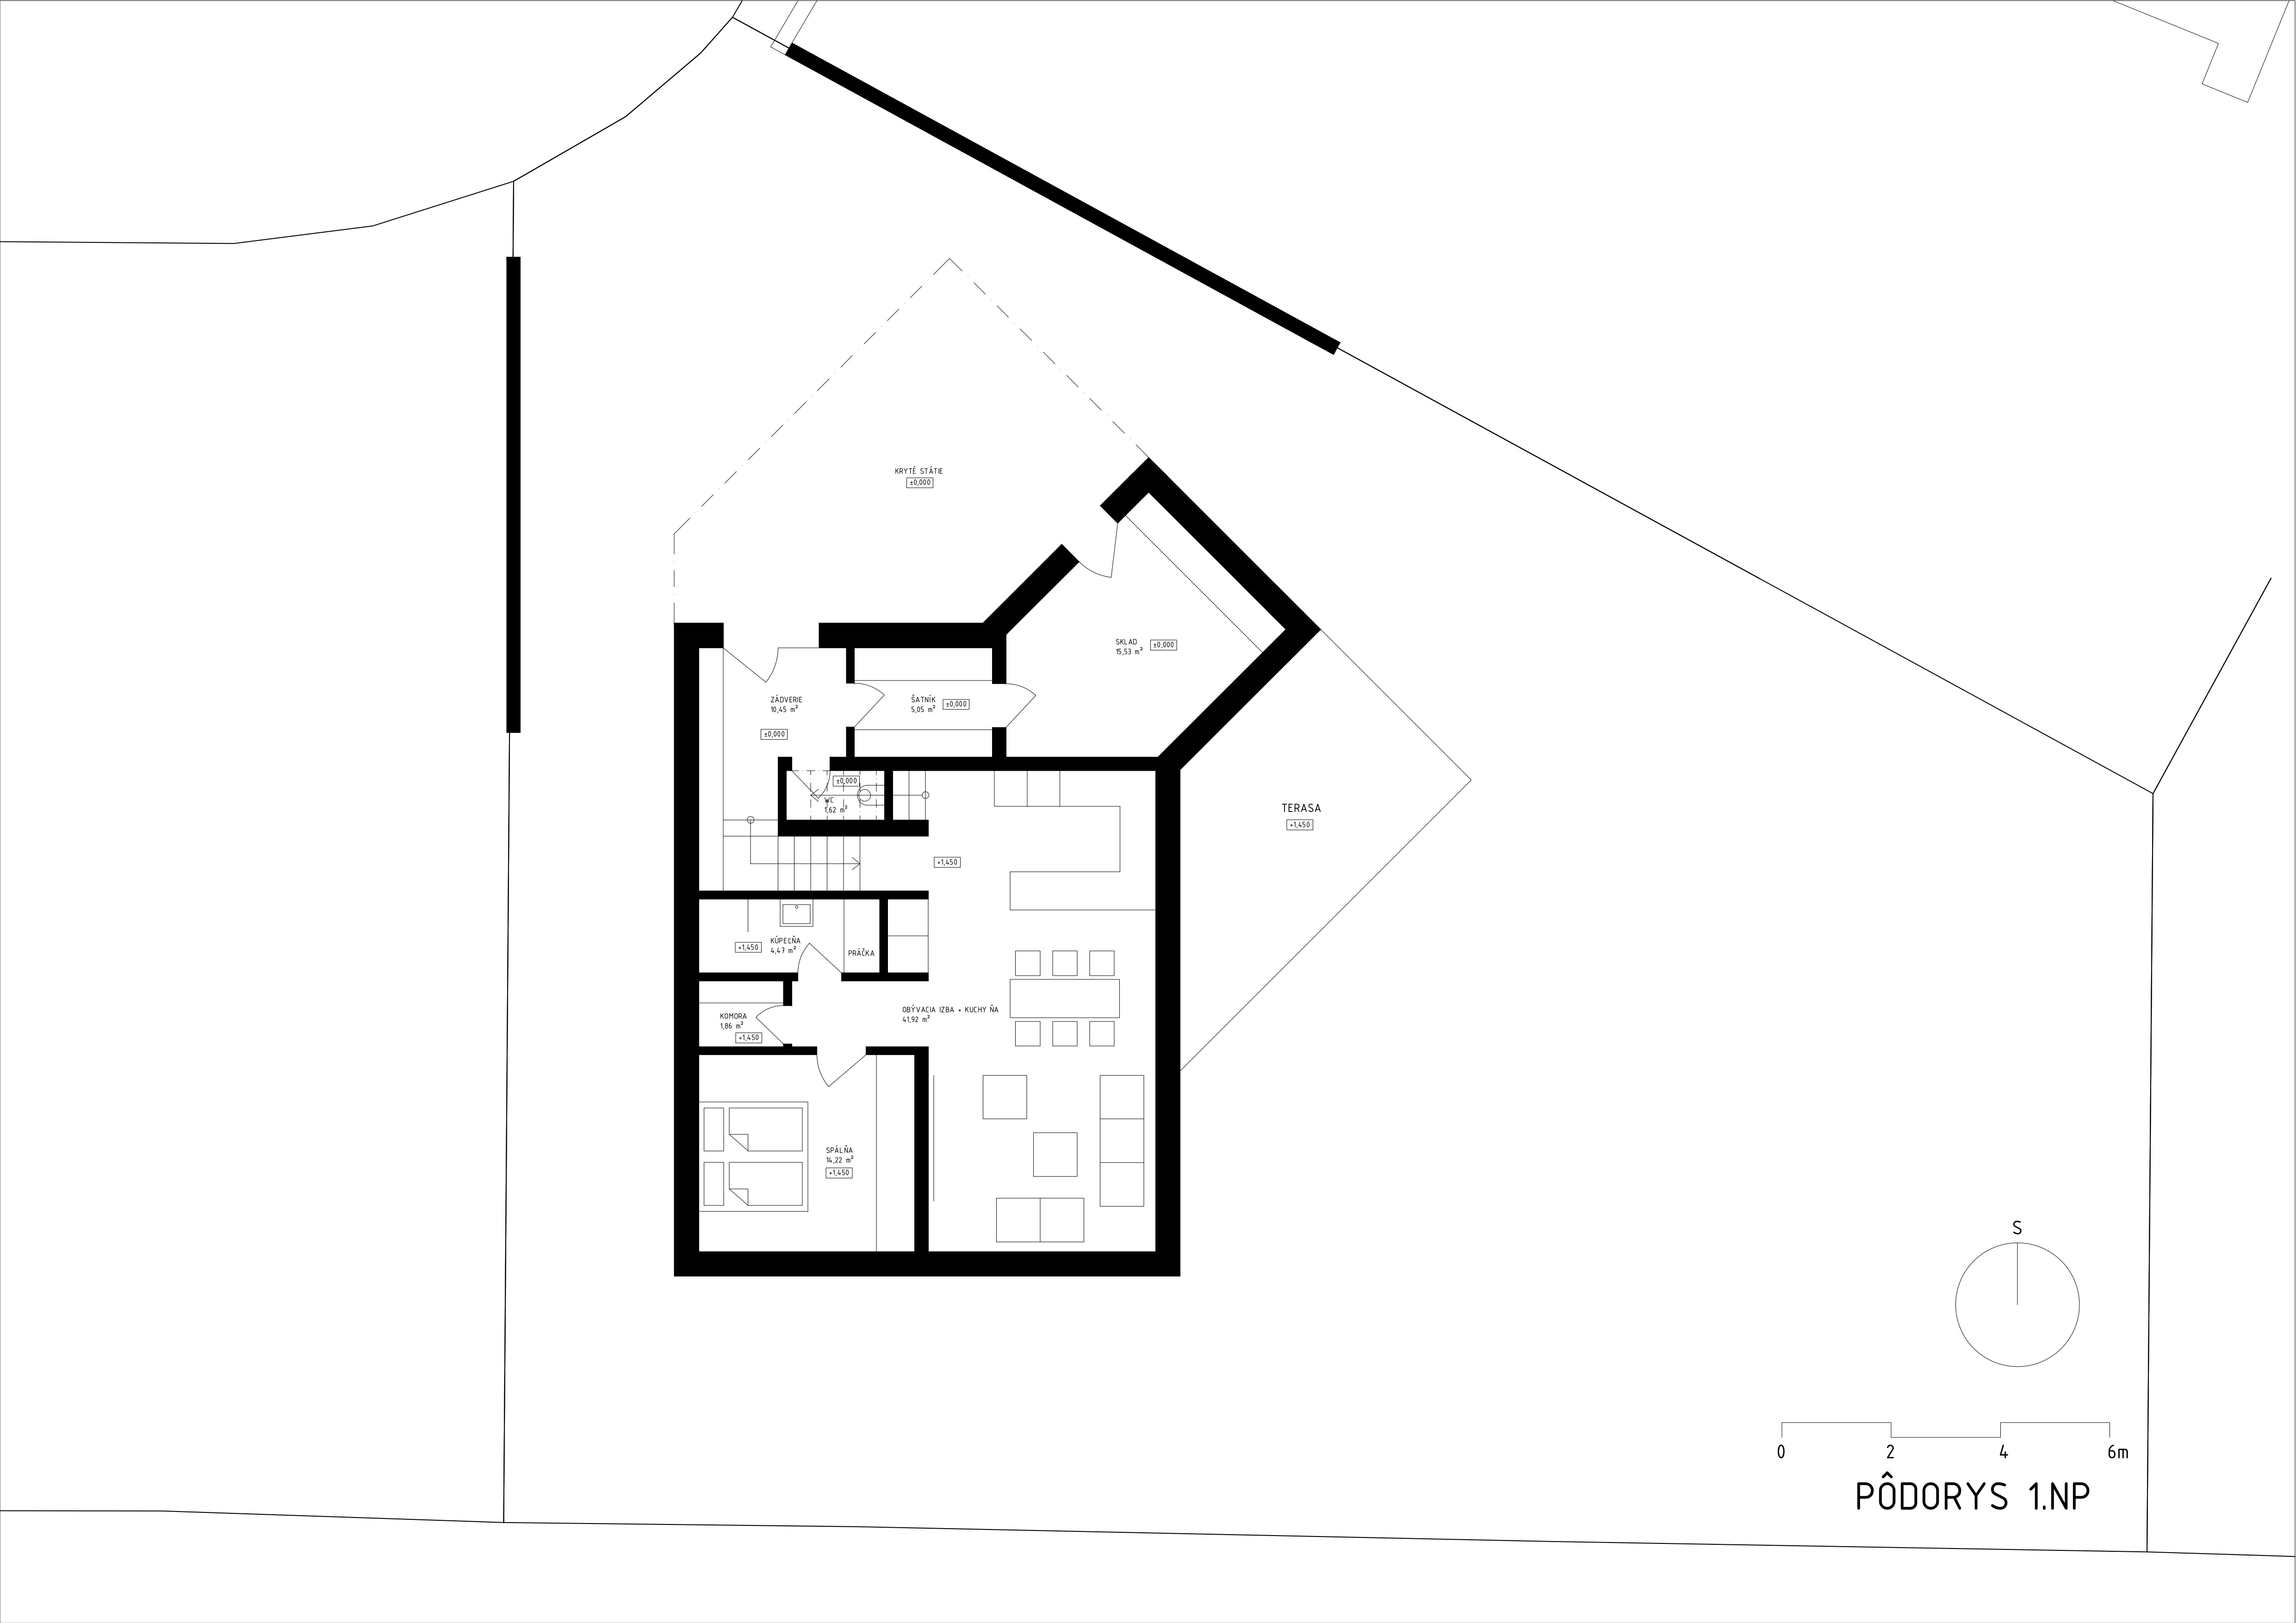 KRYTÉ STÁTIE
±0,000
SKLAD
15,53 m²
±0,000
ZÁDVERIE
10,45 m²
±0,000
ŠATNÍK
5,05 m²
±0,000
±0,000
WC
1,62 m²
TERASA
+1,450
+1,450
KÚPEĽŇA
4,47 m²
+1,450
PRÁČKA
OBÝVACIA IZBA + KUCHY ŇA
41,92 m²
KOMORA
1,86 m²
+1,450
SPÁLŇA
14,22 m²
+1,450
S
0 2 4 6m
PÔDORYS 1.NP